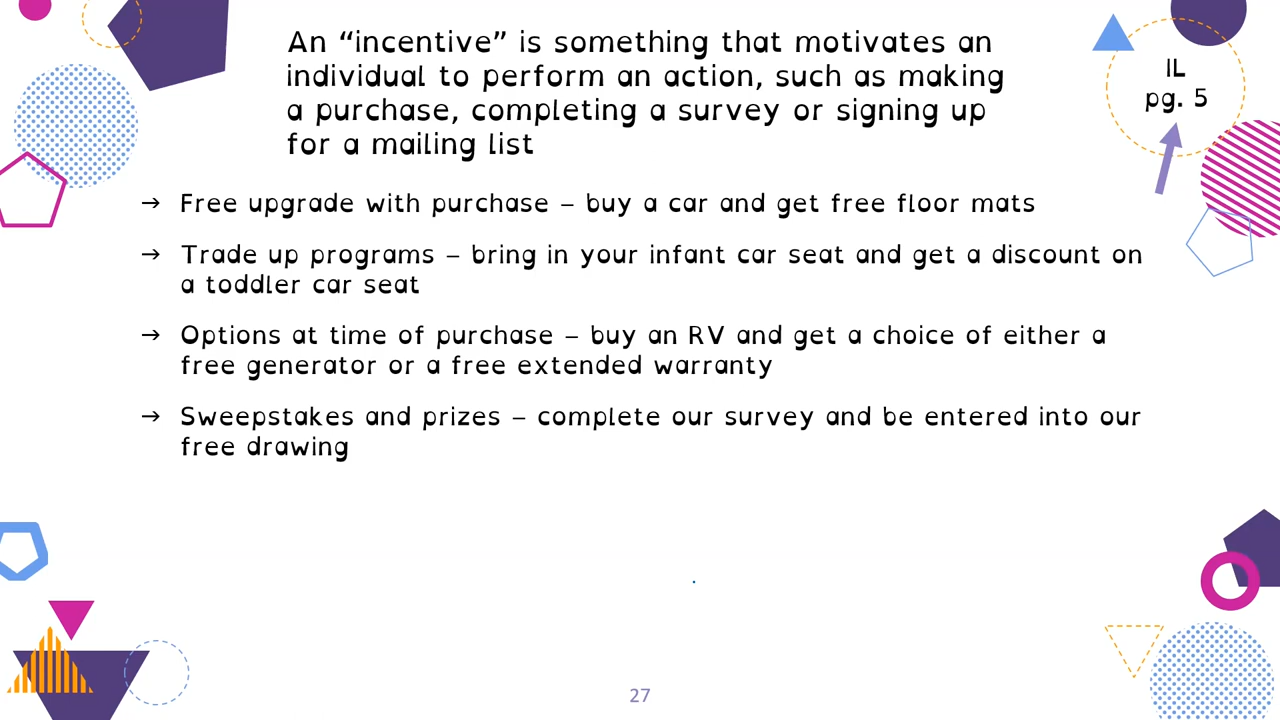 An “incentive” is something that motivates an
individual to perform an action, such as making
a purchase, completing a survey or signing up
for a mailing list
IL
pg. 5
→ Free upgrade with purchase – buy a car and get free floor mats
→ Trade up programs – bring in your infant car seat and get a discount on
a toddler car seat
→ Options at time of purchase – buy an RV and get a choice of either a
free generator or a free extended warranty
→ Sweepstakes and prizes – complete our survey and be entered into our
free drawing
27